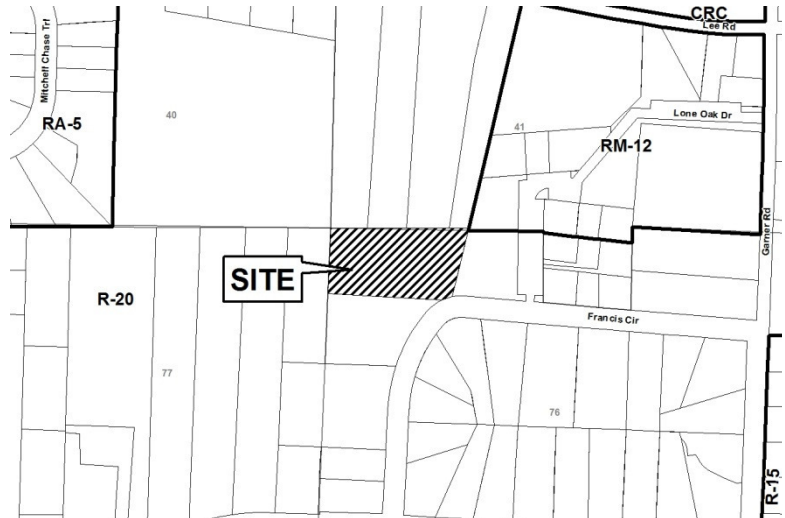 CRC
Lee Rd
Mitchell Chase Trl
40
Lone Oak Dr
RA-5
41
RM-12
Garner Rd
SITE
R-20
Francis Cir
77
76
R-15